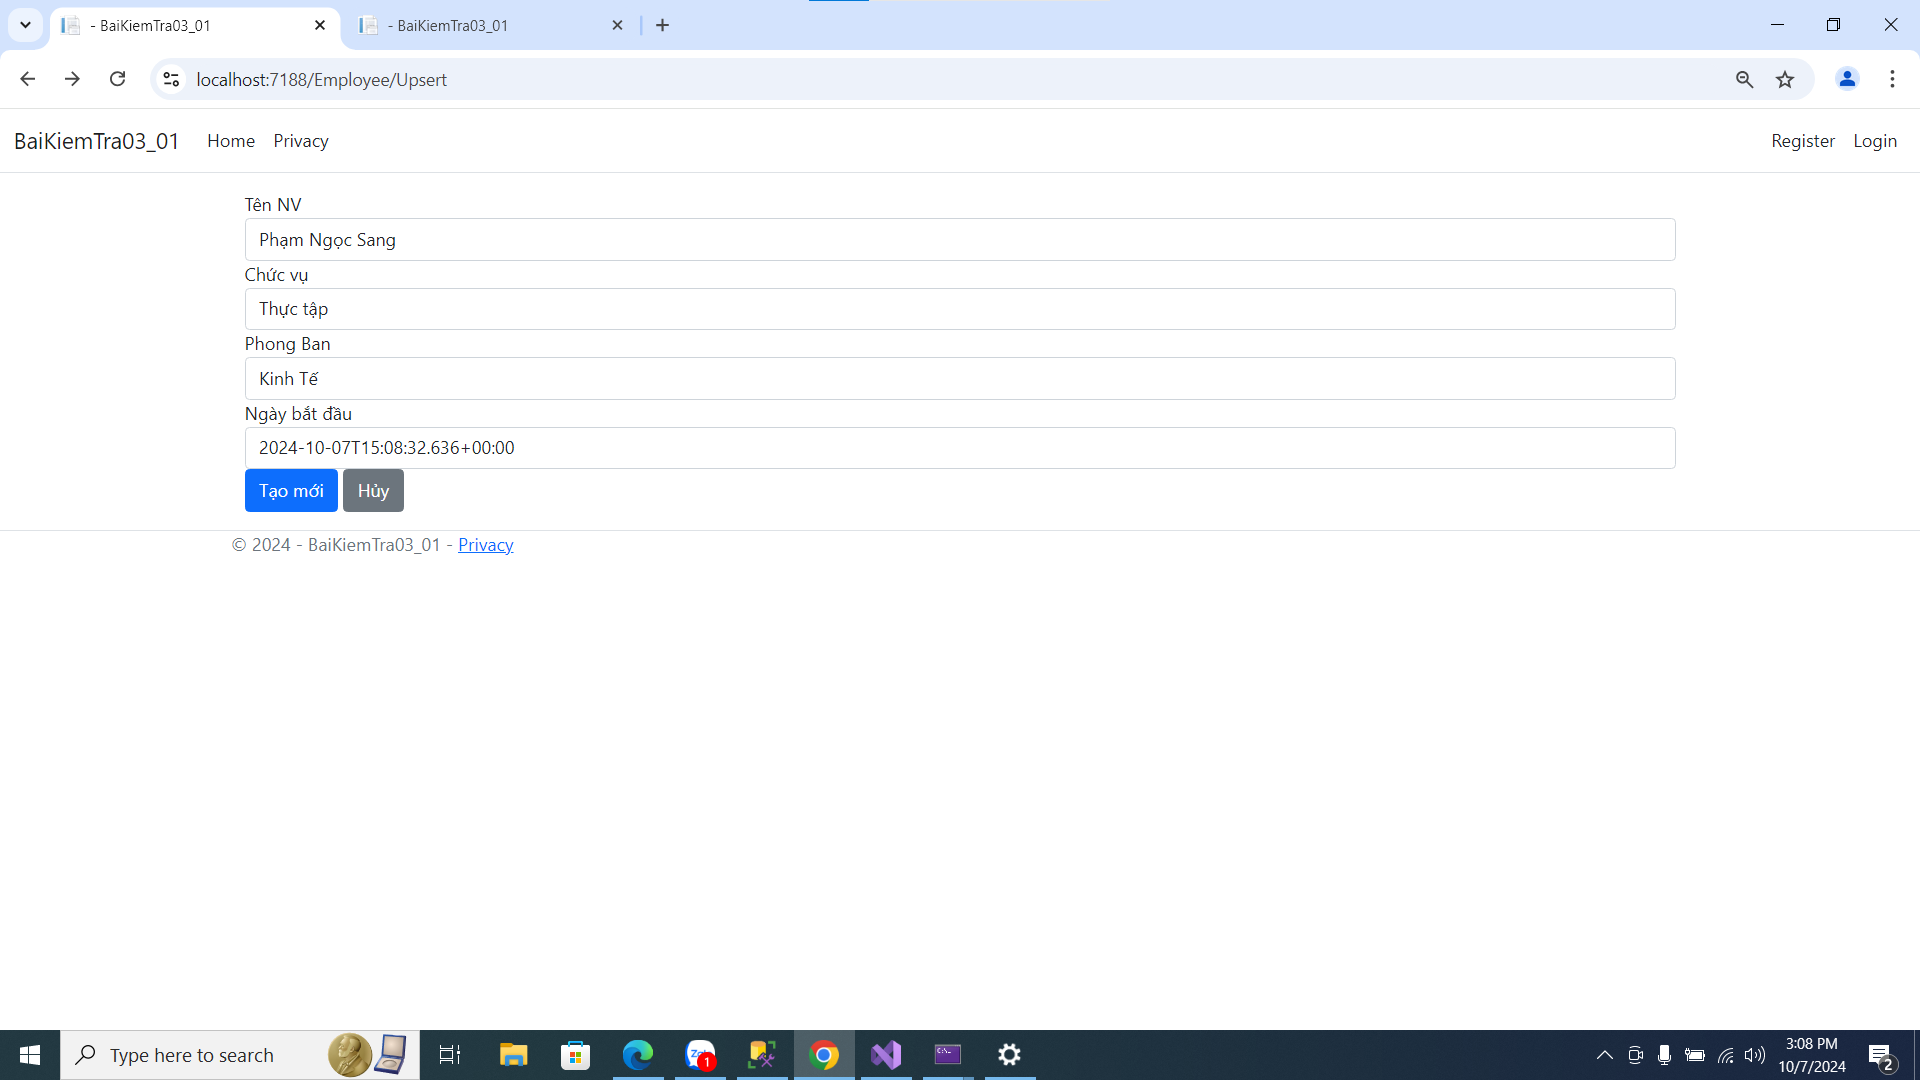 - BaiKiemTra03_01
- BaiKiemTra03_01
localhost:7188/Employee/Upsert
BaiKiemTra03_01 Home Privacy Register Login
Tên NV
Phạm Ngọc Sang
Chức vụ
Thực tập
Phong Ban
Kinh Tế
Ngày bắt đầu
2024-10-07T15:08:32.636+00:00
Tạo mới Hủy
© 2024 - BaiKiemTra03_01 - Privacy
Type here to search
1
3:08 PM
10/7/2024
2